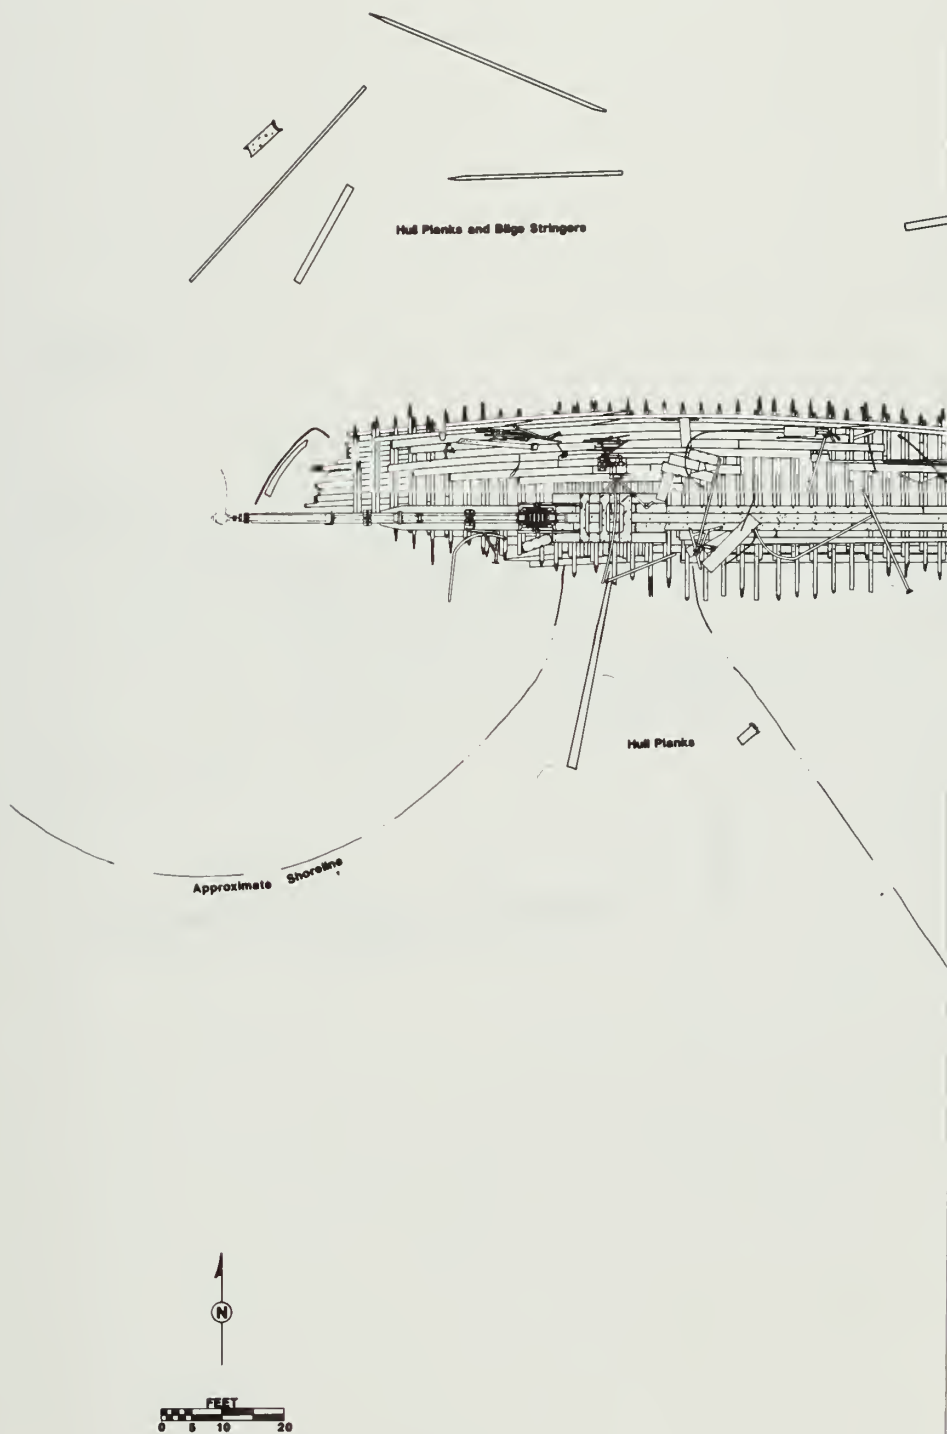 Hull Planks and Bilge Stringers
Hull Planks
Approximate Shoreline
N
FEET
0 5 10 20